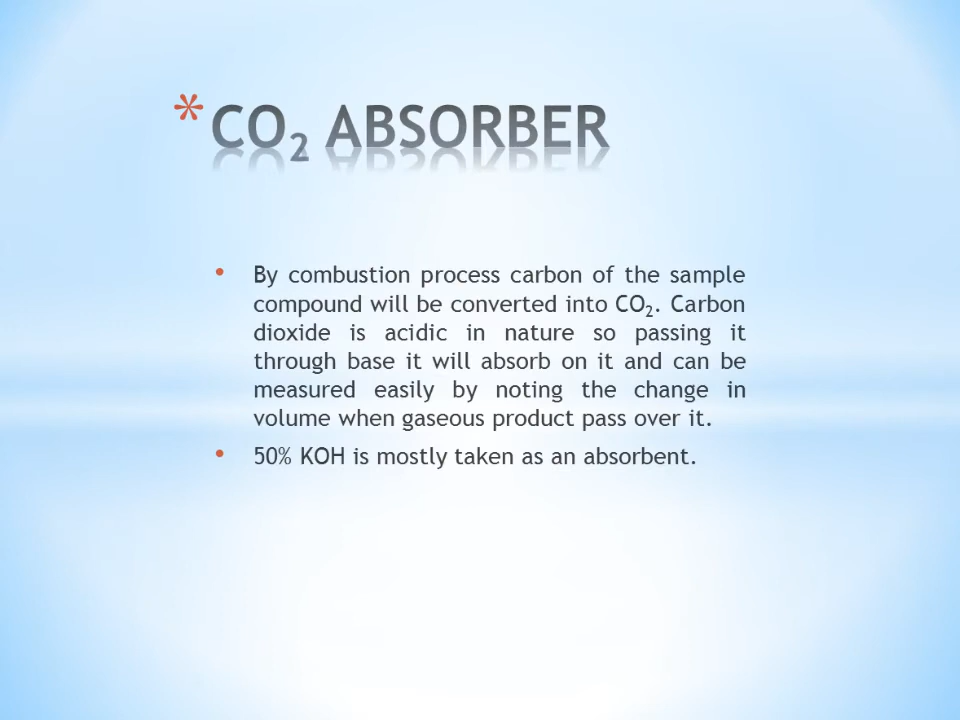 * CO₂ ABSORBER
• By combustion process carbon of the sample
compound will be converted into CO₂. Carbon
dioxide is acidic in nature so passing it
through base it will absorb on it and can be
measured easily by noting the change in
volume when gaseous product pass over it.
• 50% KOH is mostly taken as an absorbent.